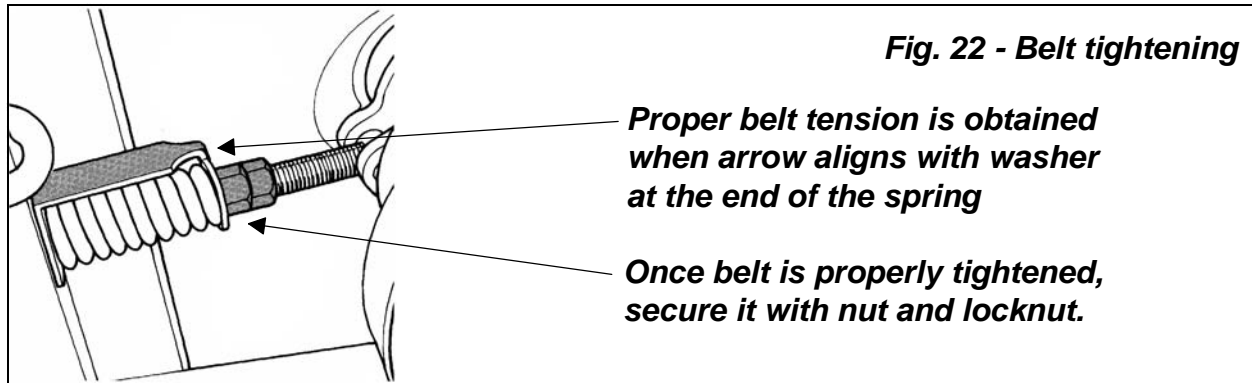 Fig. 22 - Belt tightening
Proper belt tension is obtained
when arrow aligns with washer
at the end of the spring
Once belt is properly tightened,
secure it with nut and locknut.